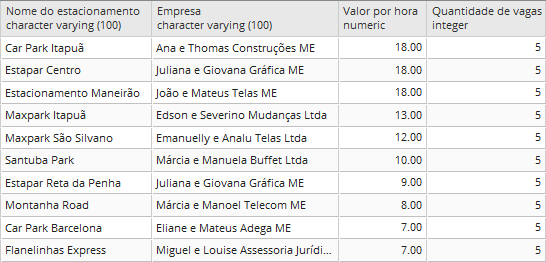 Nome do estacionamento Empresa Valor por hora Quantidade de vagas
character varying (100) character varying (100) numeric integer
Car Park Itapuã Ana e Thomas Construções ME 18.00 5
Estapar Centro Juliana e Giovana Gráfica ME 18.00 5
Estacionamento Maneirão João e Mateus Telas ME 18.00 5
Maxpark Itapuã Edson e Severino Mudanças Ltda 13.00 5
Maxpark São Silvano Emanuelly e Analu Telas Ltda 12.00 5
Santuba Park Márcia e Manuela Buffet Ltda 10.00 5
Estapar Reta da Penha Juliana e Giovana Gráfica ME 9.00 5
Montanha Road Márcia e Manoel Telecom ME 8.00 5
Car Park Barcelona Eliane e Mateus Adega ME 7.00 5
Flanelinhas Express Miguel e Louise Assessoria Jurídi... 7.00 5